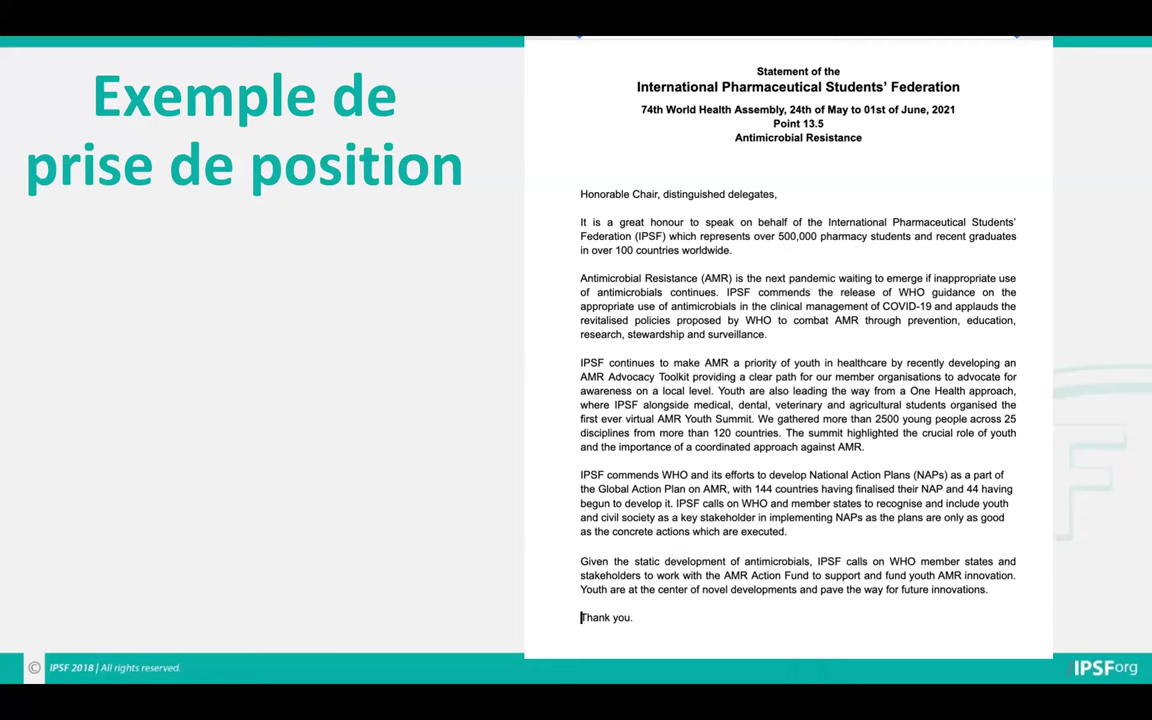 Exemple de
prise de position
Statement of the
International Pharmaceutical Students’ Federation
74th World Health Assembly, 24th of May to 01st of June, 2021
Point 13.5
Antimicrobial Resistance
Honorable Chair, distinguished delegates,
It is a great honour to speak on behalf of the International Pharmaceutical Students’
Federation (IPSF) which represents over 500,000 pharmacy students and recent graduates
in over 100 countries worldwide.
Antimicrobial Resistance (AMR) is the next pandemic waiting to emerge if inappropriate use
of antimicrobials continues. IPSF commends the release of WHO guidance on the
appropriate use of antimicrobials in the clinical management of COVID-19 and applauds the
revitalised policies proposed by WHO to combat AMR through prevention, education,
research, stewardship and surveillance.
IPSF continues to make AMR a priority of youth in healthcare by recently developing an
AMR Advocacy Toolkit providing a clear path for our member organisations to advocate for
awareness on a local level. Youth are also leading the way from a One Health approach,
where IPSF alongside medical, dental, veterinary and agricultural students organised the
first ever virtual AMR Youth Summit. We gathered more than 2500 young people across 25
disciplines from more than 120 countries. The summit highlighted the crucial role of youth
and the importance of a coordinated approach against AMR.
IPSF commends WHO and its efforts to develop National Action Plans (NAPs) as a part of
the Global Action Plan on AMR, with 144 countries having finalised their NAP and 44 having
begun to develop it. IPSF calls on WHO and member states to recognise and include youth
and civil society as a key stakeholder in implementing NAPs as the plans are only as good
as the concrete actions which are executed.
Given the static development of antimicrobials, IPSF calls on WHO member states and
stakeholders to work with the AMR Action Fund to support and fund youth AMR innovation.
Youth are at the center of novel developments and pave the way for future innovations.
Thank you.
© IPSF 2018 | All rights reserved.
IPSForg